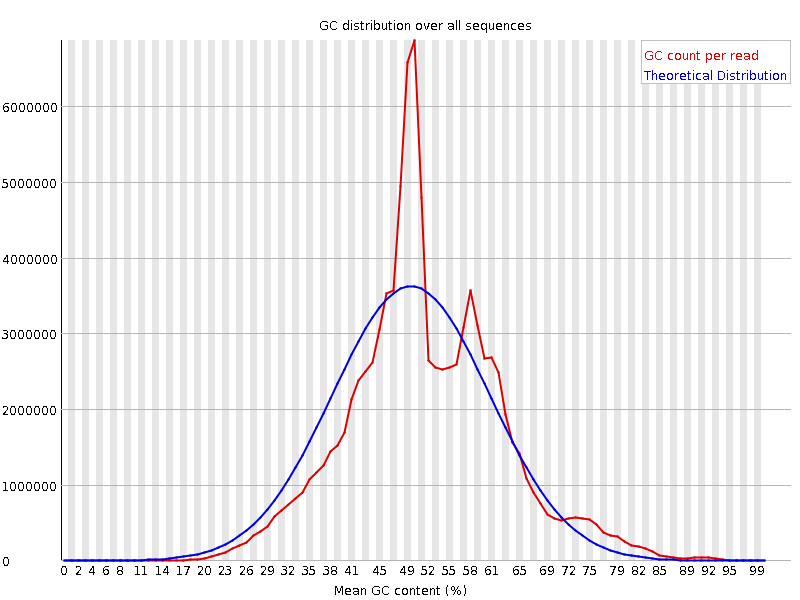 GC distribution over all sequences
GC count per read
Theoretical Distribution
6000000
5000000
4000000
3000000
2000000
1000000
0
0 2 4 6 8 11 14 17 20 23 26 29 32 35 38 41 45 49 52 55 58 61 65 69 72 75 79 82 85 89 92 95 99
Mean GC content (%)